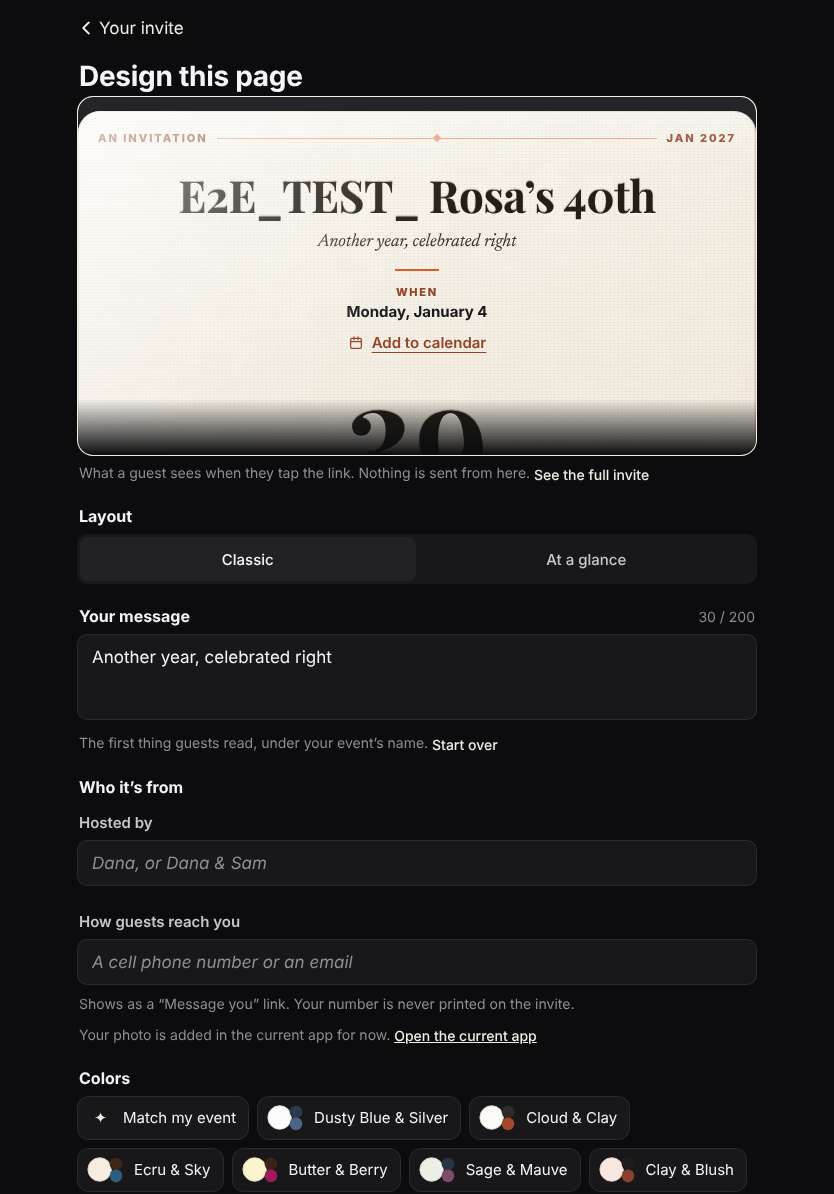 Your invite
Design this page
AN INVITATION
JAN 2027
E2E_TEST_ Rosa’s 40th
Another year, celebrated right
WHEN
Monday, January 4
Add to calendar
What a guest sees when they tap the link. Nothing is sent from here. See the full invite
Layout
Classic
At a glance
Your message
30 / 200
Another year, celebrated right
The first thing guests read, under your event’s name. Start over
Who it’s from
Hosted by
Dana, or Dana & Sam
How guests reach you
A cell phone number or an email
Shows as a “Message you” link. Your number is never printed on the invite.
Your photo is added in the current app for now. Open the current app
Colors
Match my event
Dusty Blue & Silver
Cloud & Clay
Ecru & Sky
Butter & Berry
Sage & Mauve
Clay & Blush